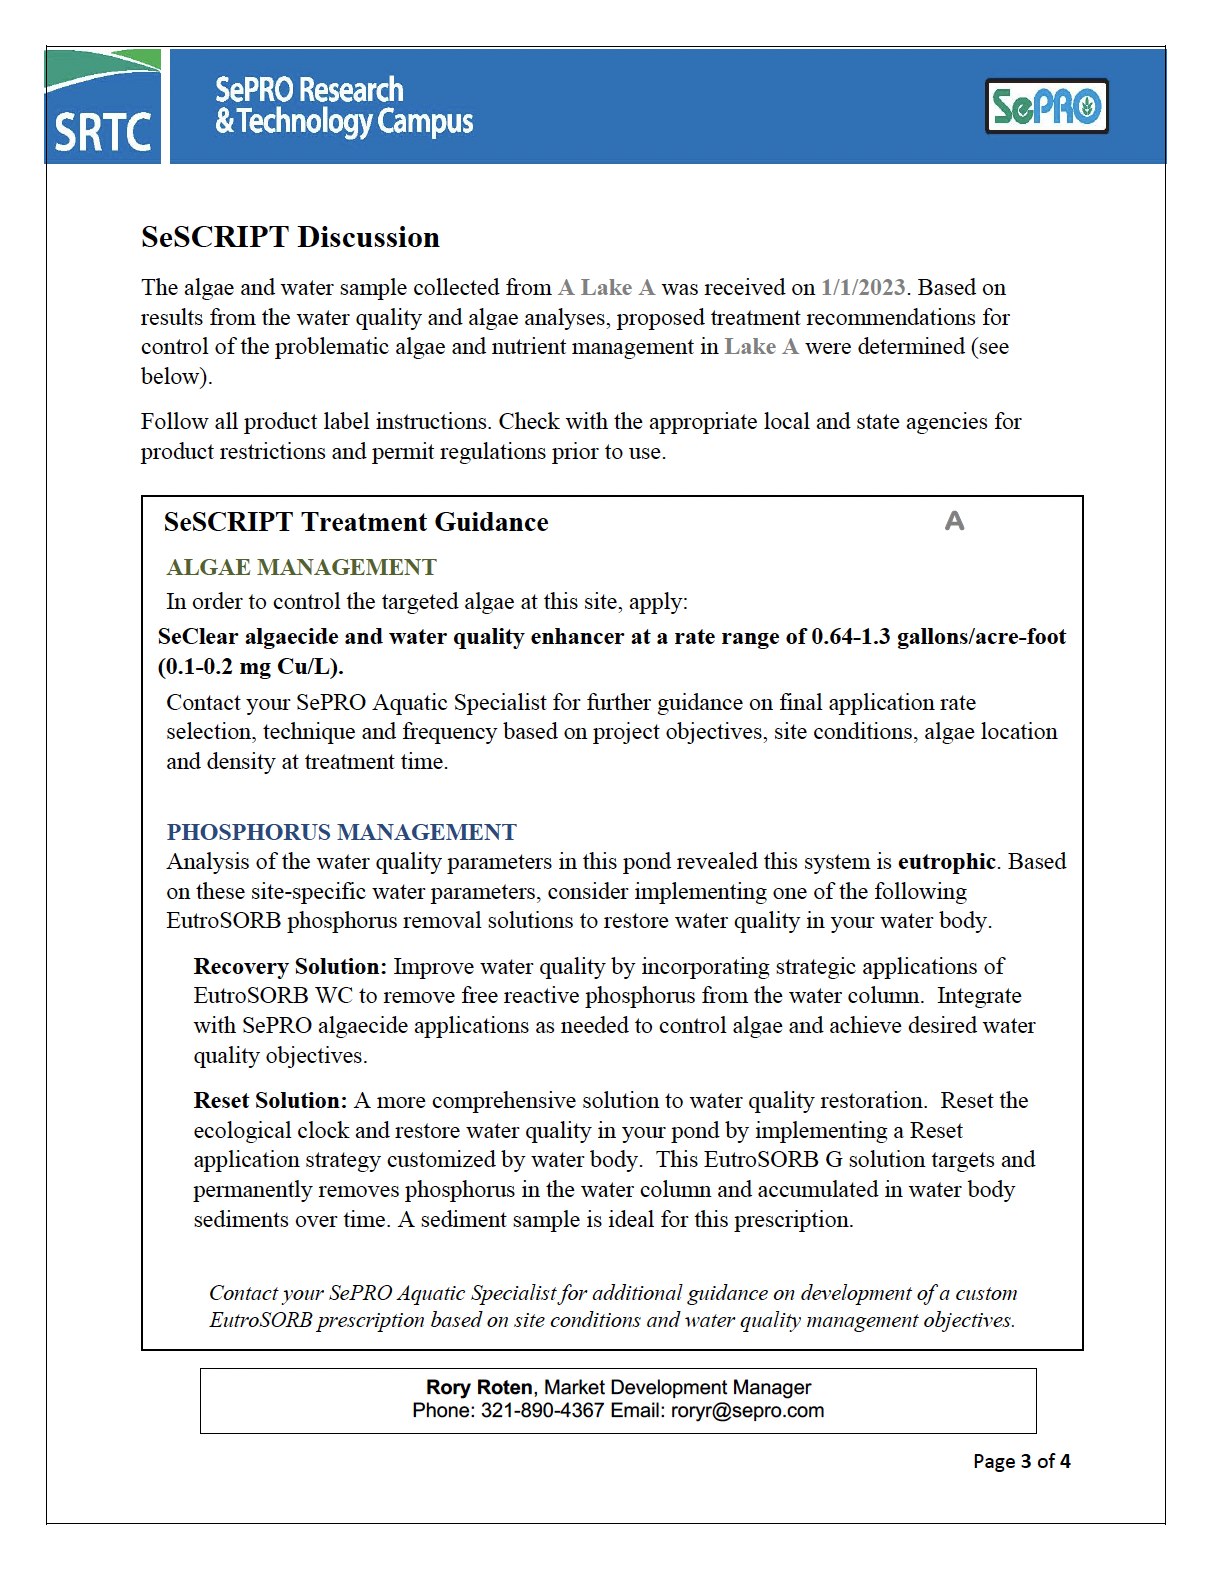 SRTC
SePRO Research
& Technology Campus
SePRO
SeSCRIPT Discussion
The algae and water sample collected from A Lake A was received on 1/1/2023. Based on
results from the water quality and algae analyses, proposed treatment recommendations for
control of the problematic algae and nutrient management in Lake A were determined (see
below).
Follow all product label instructions. Check with the appropriate local and state agencies for
product restrictions and permit regulations prior to use.
SeSCRIPT Treatment Guidance
A
ALGAE MANAGEMENT
In order to control the targeted algae at this site, apply:
SeClear algaecide and water quality enhancer at a rate range of 0.64-1.3 gallons/acre-foot
(0.1-0.2 mg Cu/L).
Contact your SePRO Aquatic Specialist for further guidance on final application rate
selection, technique and frequency based on project objectives, site conditions, algae location
and density at treatment time.
PHOSPHORUS MANAGEMENT
Analysis of the water quality parameters in this pond revealed this system is eutrophic. Based
on these site-specific water parameters, consider implementing one of the following
EutroSORB phosphorus removal solutions to restore water quality in your water body.
Recovery Solution: Improve water quality by incorporating strategic applications of
EutroSORB WC to remove free reactive phosphorus from the water column. Integrate
with SePRO algaecide applications as needed to control algae and achieve desired water
quality objectives.
Reset Solution: A more comprehensive solution to water quality restoration. Reset the
ecological clock and restore water quality in your pond by implementing a Reset
application strategy customized by water body. This EutroSORB G solution targets and
permanently removes phosphorus in the water column and accumulated in water body
sediments over time. A sediment sample is ideal for this prescription.
Contact your SePRO Aquatic Specialist for additional guidance on development of a custom
EutroSORB prescription based on site conditions and water quality management objectives.
Rory Roten, Market Development Manager
Phone: 321-890-4367 Email: roryr@sepro.com
Page 3 of 4